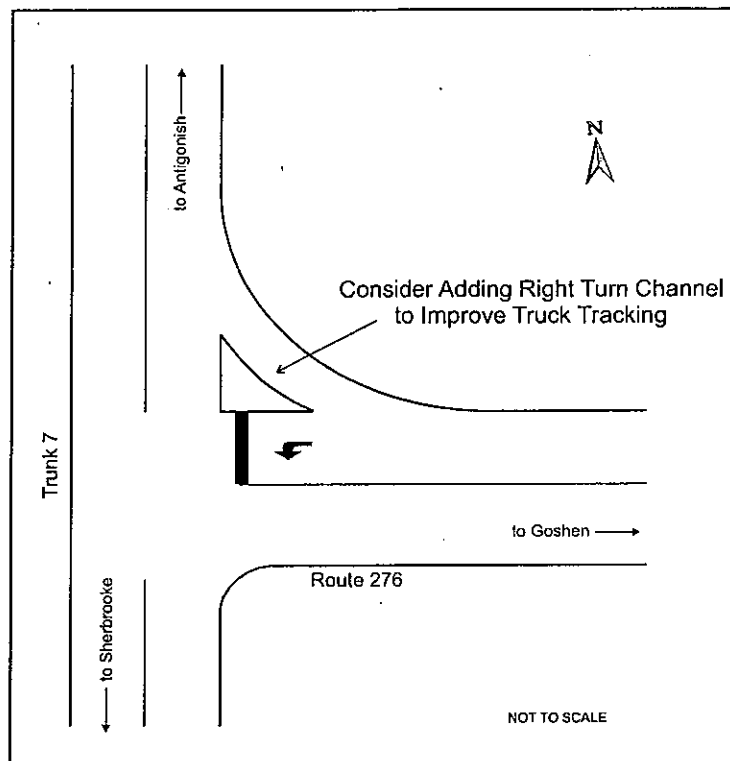 to Antigonish
N
Consider Adding Right Turn Channel
to Improve Truck Tracking
Trunk 7
to Goshen
Route 276
to Sherbrooke
NOT TO SCALE